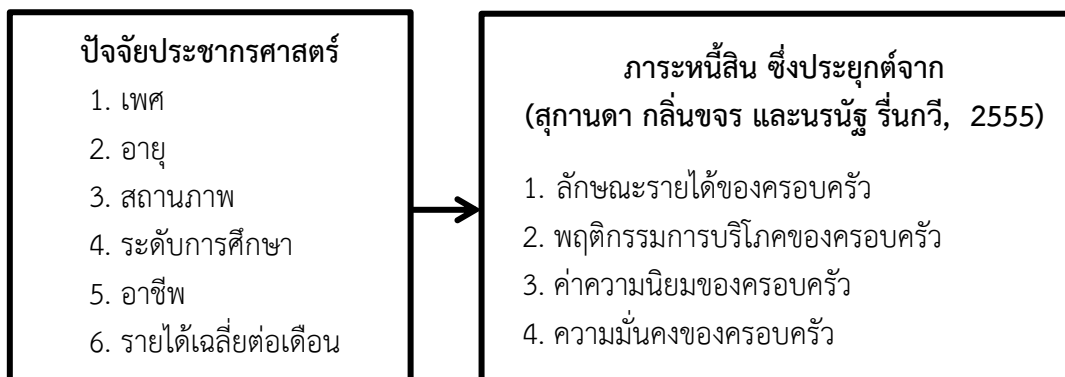 ปัจจัยประชากรศาสตร์
1. เพศ
2. อายุ
3. สถานภาพ
4. ระดับการศึกษา
5. อาชีพ
6. รายได้เฉลี่ยต่อเดือน
ภาระหนี้สิน ซึ่งประยุกต์จาก
(สุกานดา กลิ่นขจร และนรนัฐ รื่นกวี, 2555)
1. ลักษณะรายได้ของครอบครัว
2. พฤติกรรมการบริโภคของครอบครัว
3. ค่าความนิยมของครอบครัว
4. ความมั่นคงของครอบครัว